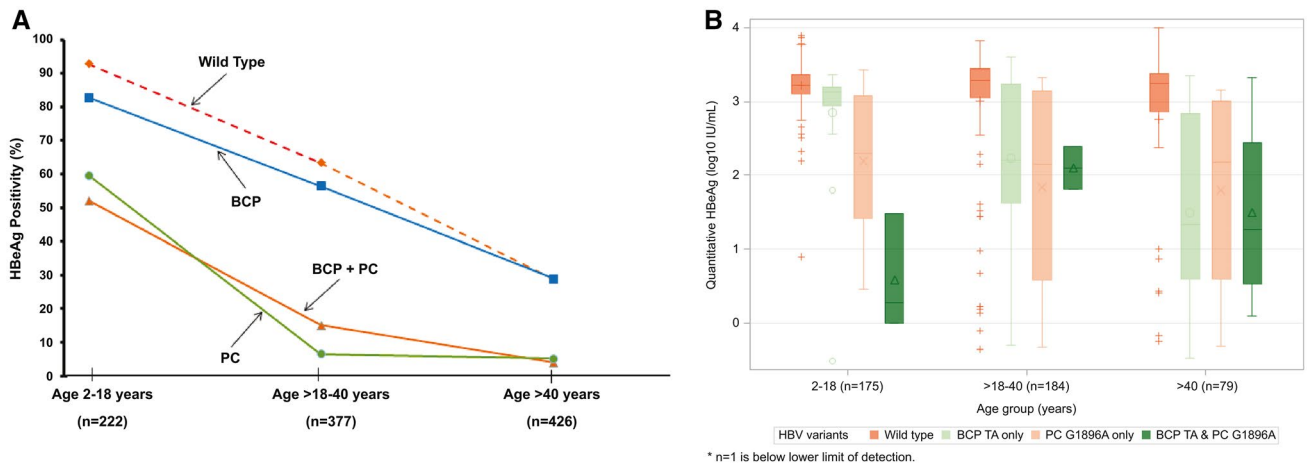 A
HBeAg Positivity (%)
100
90
80
70
60
50
40
30
20
10
0
Wild Type
BCP
BCP + PC
PC
Age 2-18 years
(n=222)
Age >18-40 years
(n=377)
Age >40 years
(n=426)
B
Quantitative HBeAg (log10 IU/mL)
4
3
2
1
0
2-18 (n=175)
>18-40 (n=184)
>40 (n=79)
Age group (years)
HBV variants Wild type BCP TA only PC G1896A only BCP TA & PC G1896A
* n=1 is below lower limit of detection.